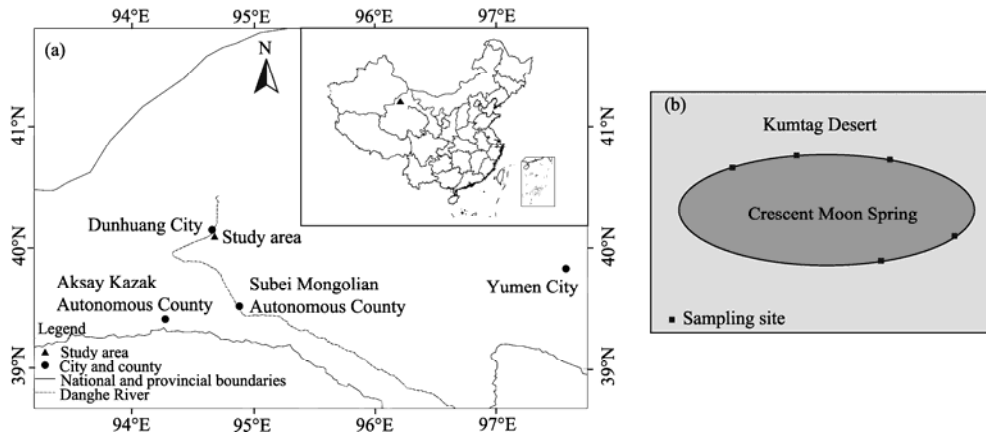 94°E 95°E 96°E 97°E
(a)
N
41°N
41°N
Dunhuang City
Study area
40°N
40°N
Aksay Kazak
Autonomous County
Subei Mongolian
Autonomous County
Yumen City
Legend
Study area
City and county
National and provincial boundaries
Danghe River
39°N
39°N
94°E 95°E 96°E 97°E
(b)
Kumtag Desert
Crescent Moon Spring
Sampling site